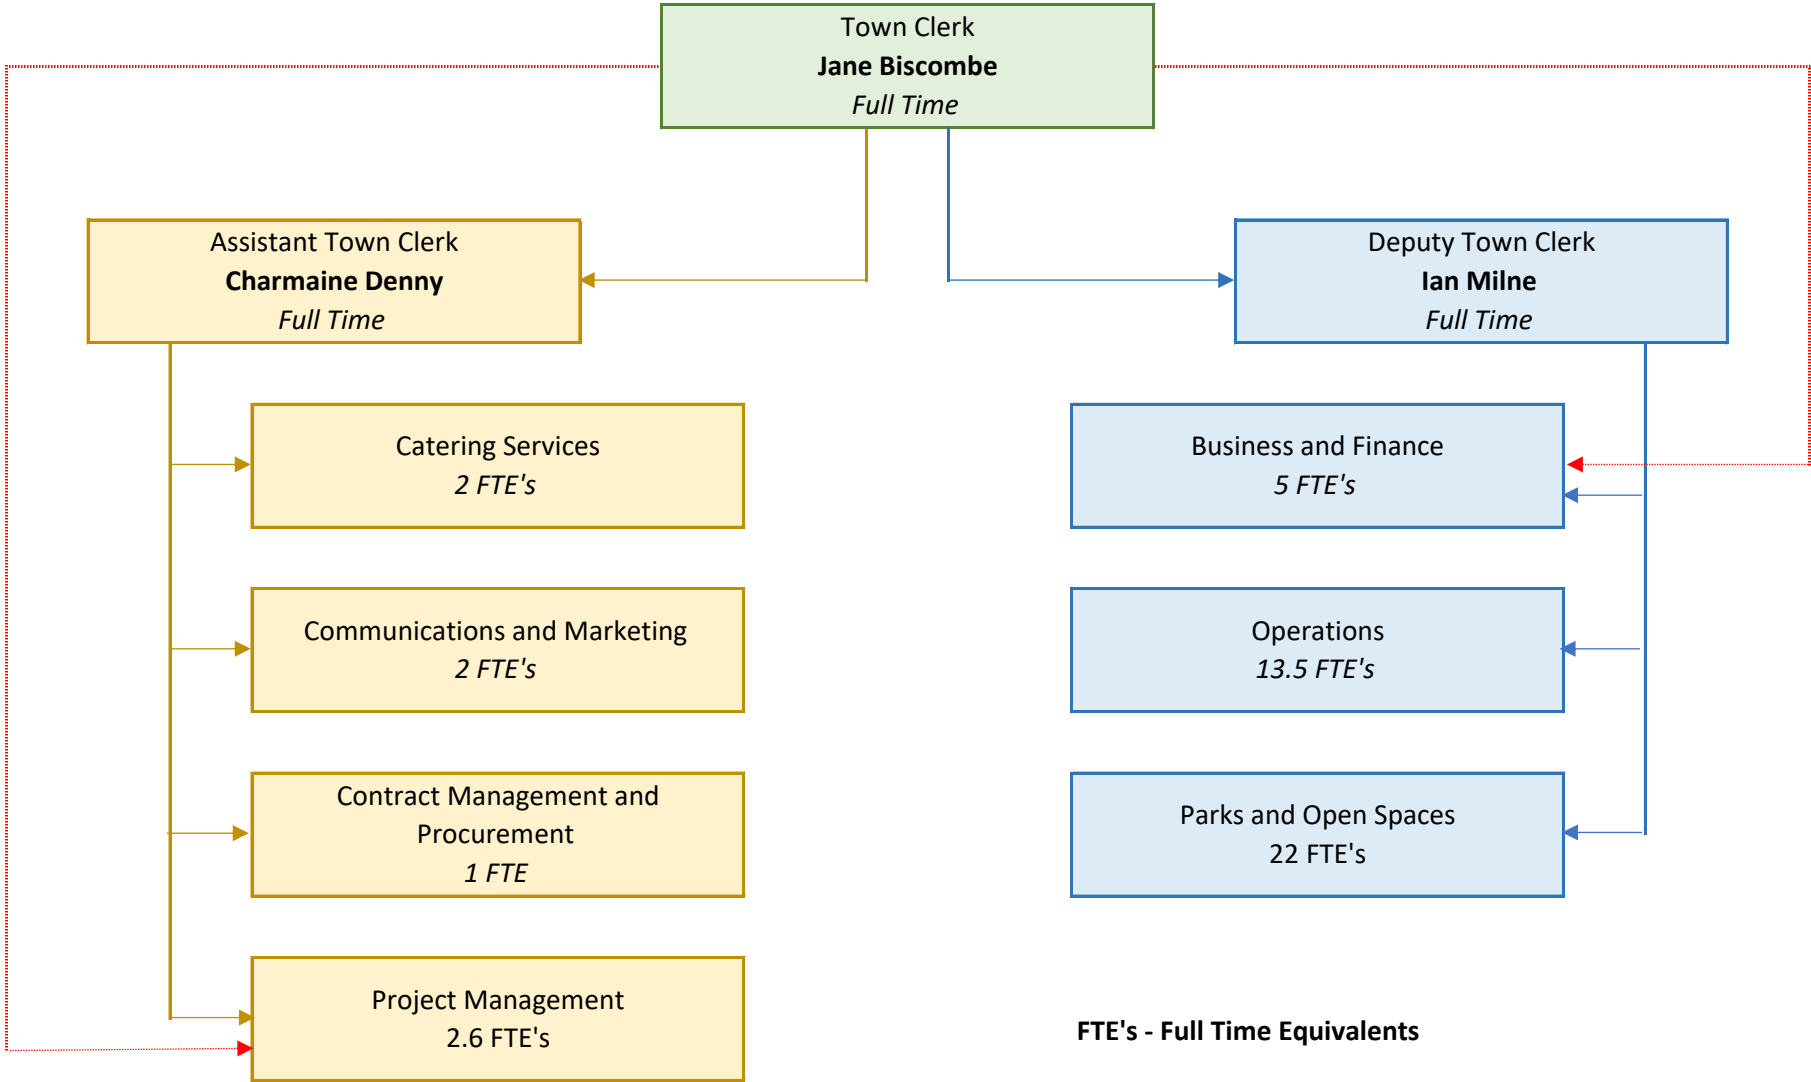 Town Clerk
Jane Biscombe
Full Time
Assistant Town Clerk
Charmaine Denny
Full Time
Deputy Town Clerk
Ian Milne
Full Time
Catering Services
2 FTE's
Business and Finance
5 FTE's
Communications and Marketing
2 FTE's
Operations
13.5 FTE's
Contract Management and
Procurement
1 FTE
Parks and Open Spaces
22 FTE's
Project Management
2.6 FTE's
FTE's - Full Time Equivalents